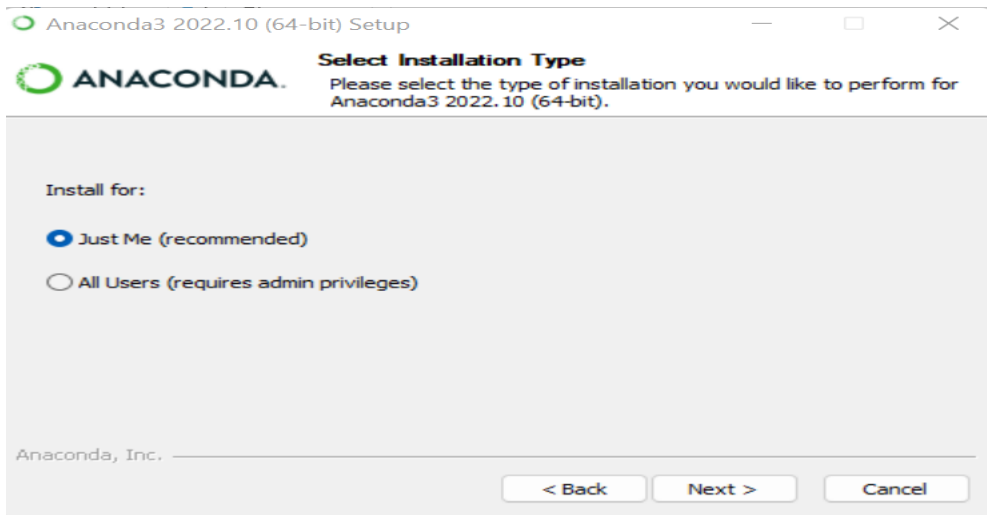 Anaconda3 2022.10 (64-bit) Setup
ANACONDA.
Select Installation Type
Please select the type of installation you would like to perform for
Anaconda3 2022.10 (64-bit).
Install for:
Just Me (recommended)
All Users (requires admin privileges)
Anaconda, Inc.
< Back
Next >
Cancel